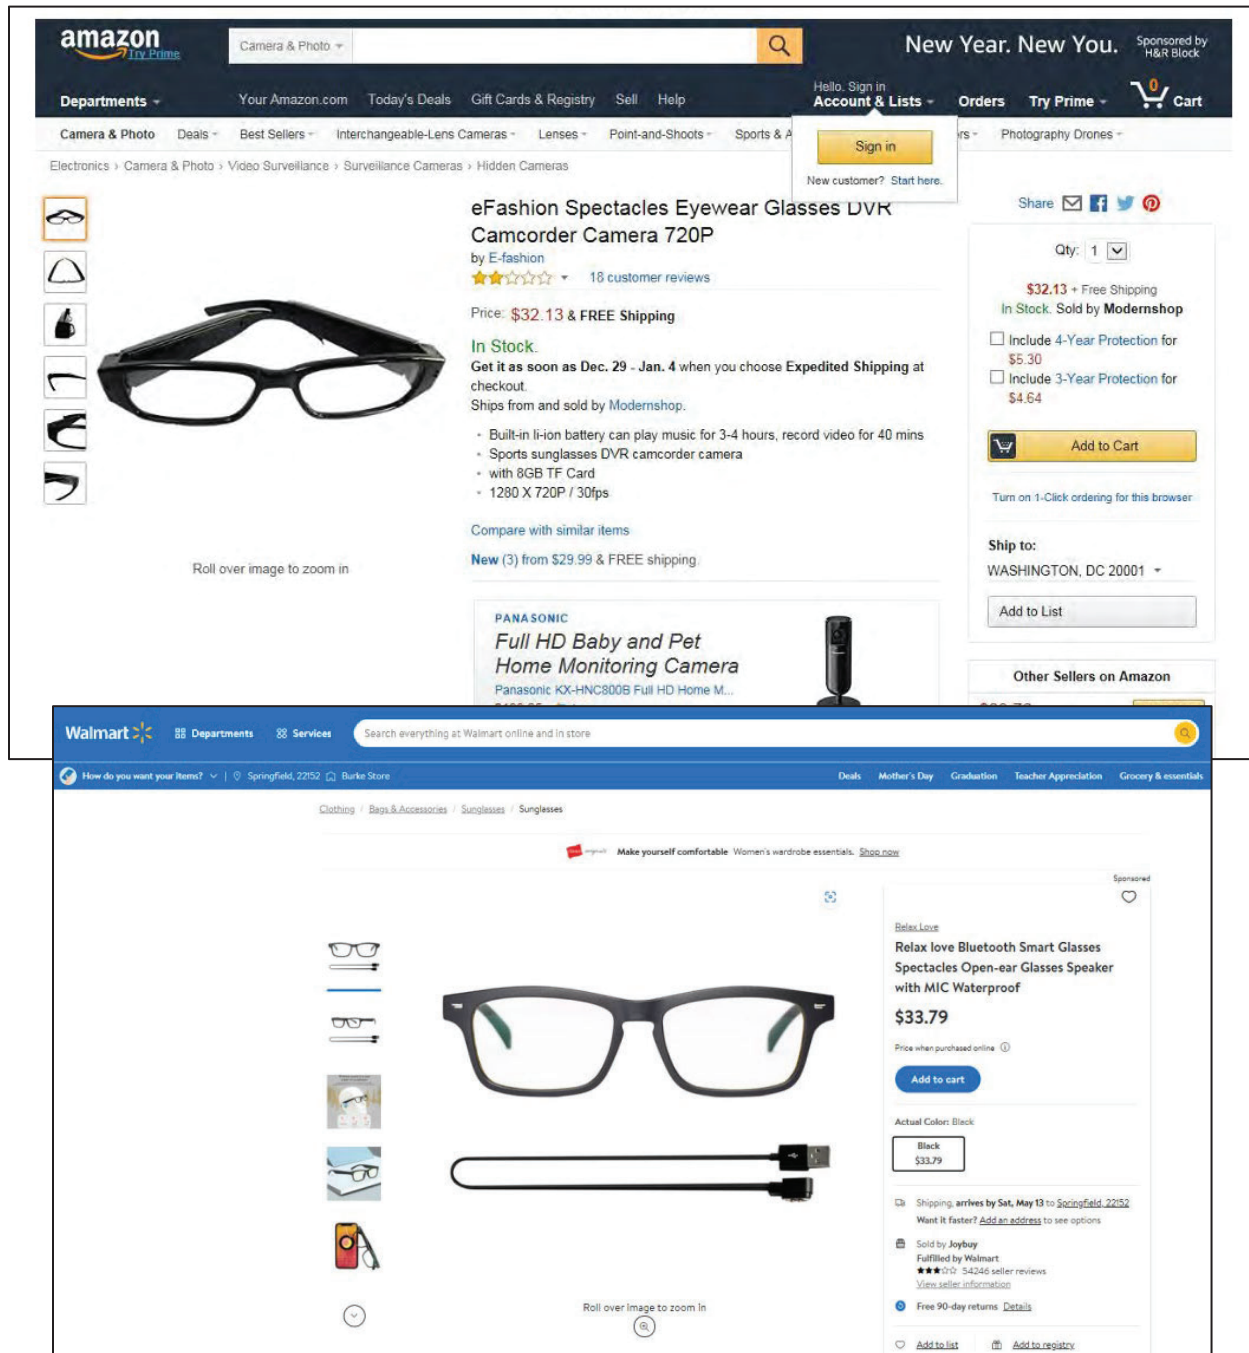 amazon
Try Prime
Camera & Photo
New Year. New You.
Sponsored by
H&R Block
Departments
Your Amazon.com Today's Deals Gift Cards & Registry Sell Help
Hello. Sign in
Account & Lists
Orders Try Prime
0
Cart
Camera & Photo Deals Best Sellers Interchangeable-Lens Cameras Lenses Point-and-Shoots Sports & A
rs Photography Drones
Sign in
New customer? Start here.
Electronics › Camera & Photo › Video Surveillance › Surveillance Cameras › Hidden Cameras
eFashion Spectacles Eyewear Glasses DVR
Camcorder Camera 720P
by E-fashion
18 customer reviews
Price: $32.13 & FREE Shipping
In Stock.
Get it as soon as Dec. 29 - Jan. 4 when you choose Expedited Shipping at
checkout.
Ships from and sold by Modernshop.
Built-in li-ion battery can play music for 3-4 hours, record video for 40 mins
Sports sunglasses DVR camcorder camera
with 8GB TF Card
1280 X 720P / 30fps
Compare with similar items
New (3) from $29.99 & FREE shipping.
Roll over image to zoom in
Share
Qty: 1
$32.13 + Free Shipping
In Stock. Sold by Modernshop
Include 4-Year Protection for
$5.30
Include 3-Year Protection for
$4.64
Add to Cart
Turn on 1-Click ordering for this browser
Ship to:
WASHINGTON, DC 20001
Add to List
Other Sellers on Amazon
PANASONIC
Full HD Baby and Pet
Home Monitoring Camera
Panasonic KX-HNC800B Full HD Home M...
Walmart
Departments
Services
Search everything at Walmart online and in store
How do you want your items?
Springfield, 22152
Burke Store
Deals Mother's Day Graduation Teacher Appreciation Grocery & essentials
Clothing / Bags & Accessories / Sunglasses / Sunglasses
Make yourself comfortable Women's wardrobe essentials. Shop now
Sponsored
Relax Love
Relax love Bluetooth Smart Glasses
Spectacles Open-ear Glasses Speaker
with MIC Waterproof
$33.79
Price when purchased online
Add to cart
Actual Color: Black
Black
$33.79
Shipping, arrives by Sat, May 13 to Springfield, 22152
Want it faster? Add an address to see options
Sold by Joybuy
Fulfilled by Walmart
54246 seller reviews
View seller information
Free 90-day returns Details
Add to list
Add to registry
Roll over image to zoom in